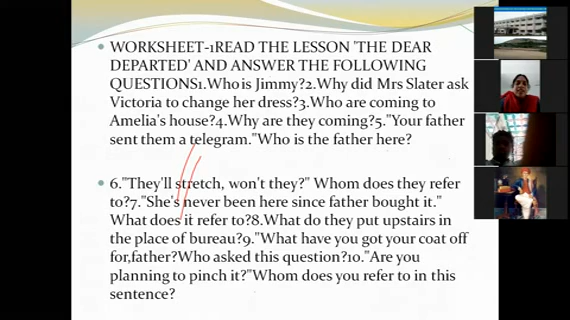 WORKSHEET-1READ THE LESSON 'THE DEAR
DEPARTED' AND ANSWER THE FOLLOWING
QUESTIONS1.Who is Jimmy?2.Why did Mrs Slater ask
Victoria to change her dress?3.Who are coming to
Amelia's house?4.Why are they coming?5."Your father
sent them a telegram."Who is the father here?
6."They'll stretch, won't they?" Whom does they refer
to?7."She's never been here since father bought it."
What does it refer to?8.What do they put upstairs in
the place of bureau?9."What have you got your coat off
for,father?Who asked this question?10."Are you
planning to pinch it?"Whom does you refer to in this
sentence?